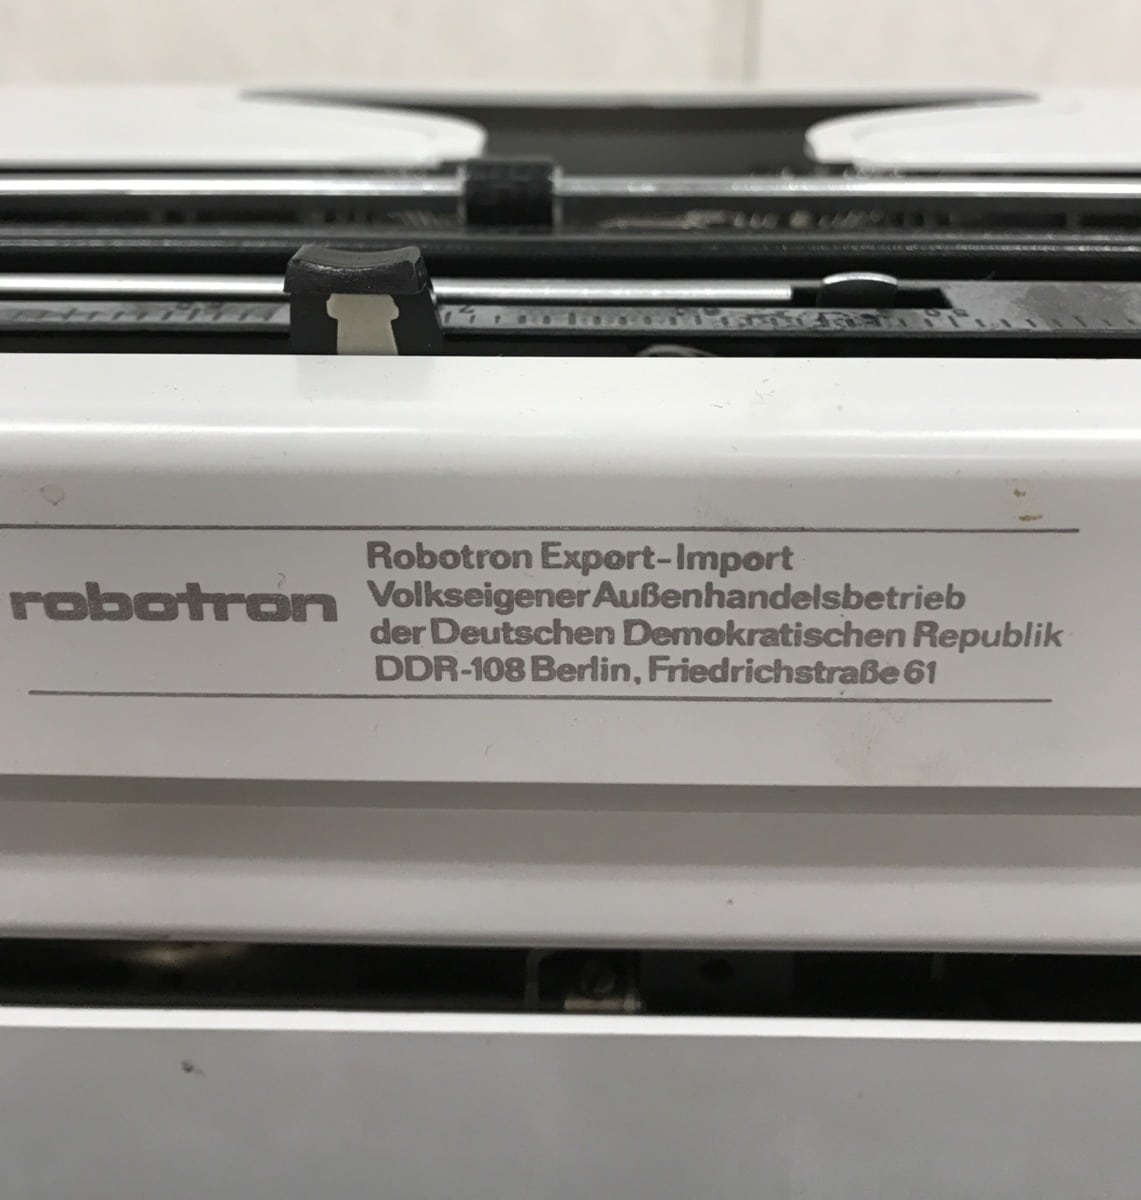 robotron
Robotron Export-Import
Volkseigener Außenhandelsbetrieb
der Deutschen Demokratischen Republik
DDR-108 Berlin, Friedrichstraße 61